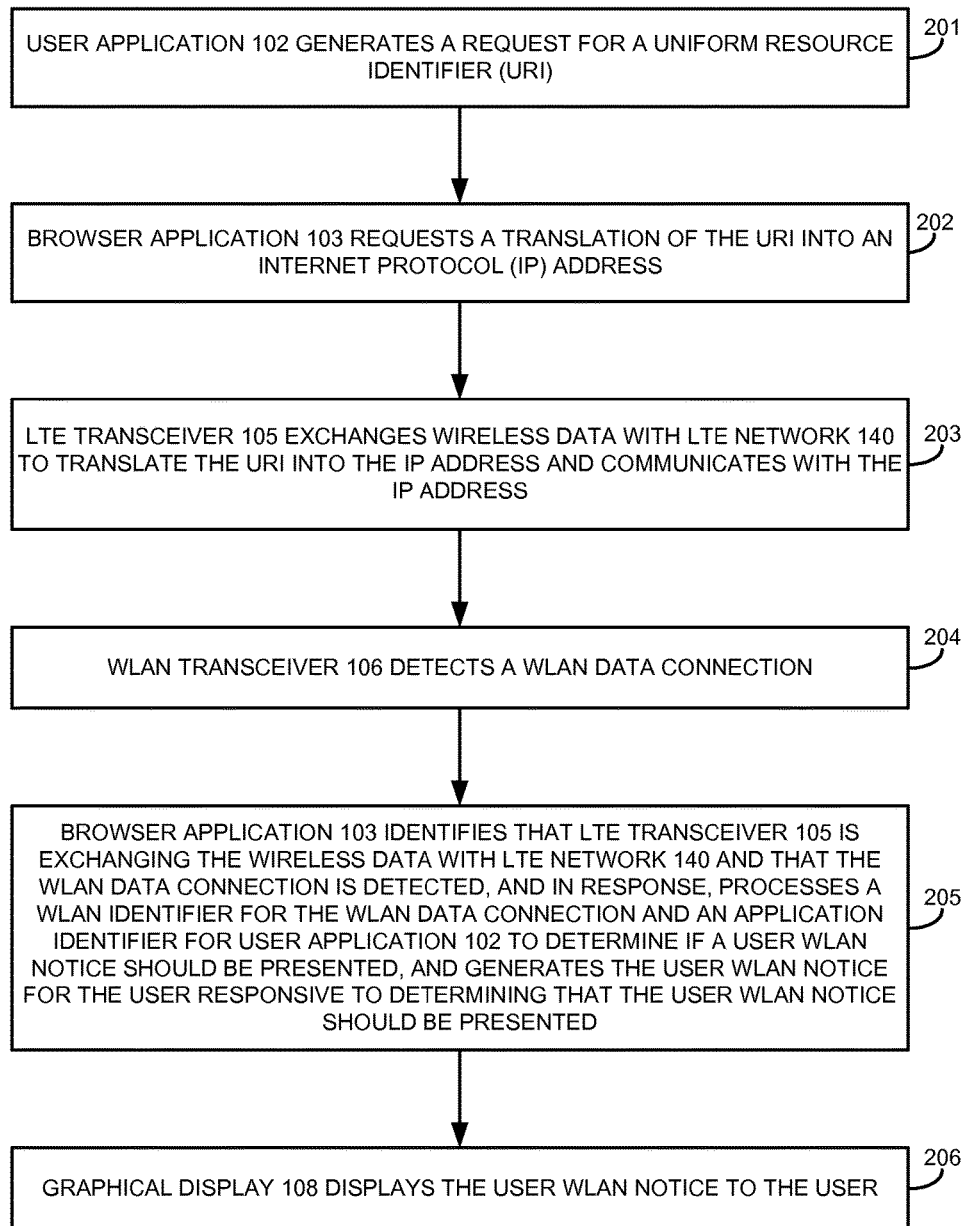 USER APPLICATION 102 GENERATES A REQUEST FOR A UNIFORM RESOURCE
IDENTIFIER (URI)
201
BROWSER APPLICATION 103 REQUESTS A TRANSLATION OF THE URI INTO AN
INTERNET PROTOCOL (IP) ADDRESS
202
LTE TRANSCEIVER 105 EXCHANGES WIRELESS DATA WITH LTE NETWORK 140
TO TRANSLATE THE URI INTO THE IP ADDRESS AND COMMUNICATES WITH THE
IP ADDRESS
203
WLAN TRANSCEIVER 106 DETECTS A WLAN DATA CONNECTION
204
BROWSER APPLICATION 103 IDENTIFIES THAT LTE TRANSCEIVER 105 IS
EXCHANGING THE WIRELESS DATA WITH LTE NETWORK 140 AND THAT THE
WLAN DATA CONNECTION IS DETECTED, AND IN RESPONSE, PROCESSES A
WLAN IDENTIFIER FOR THE WLAN DATA CONNECTION AND AN APPLICATION
IDENTIFIER FOR USER APPLICATION 102 TO DETERMINE IF A USER WLAN
NOTICE SHOULD BE PRESENTED, AND GENERATES THE USER WLAN NOTICE
FOR THE USER RESPONSIVE TO DETERMINING THAT THE USER WLAN NOTICE
SHOULD BE PRESENTED
205
GRAPHICAL DISPLAY 108 DISPLAYS THE USER WLAN NOTICE TO THE USER
206